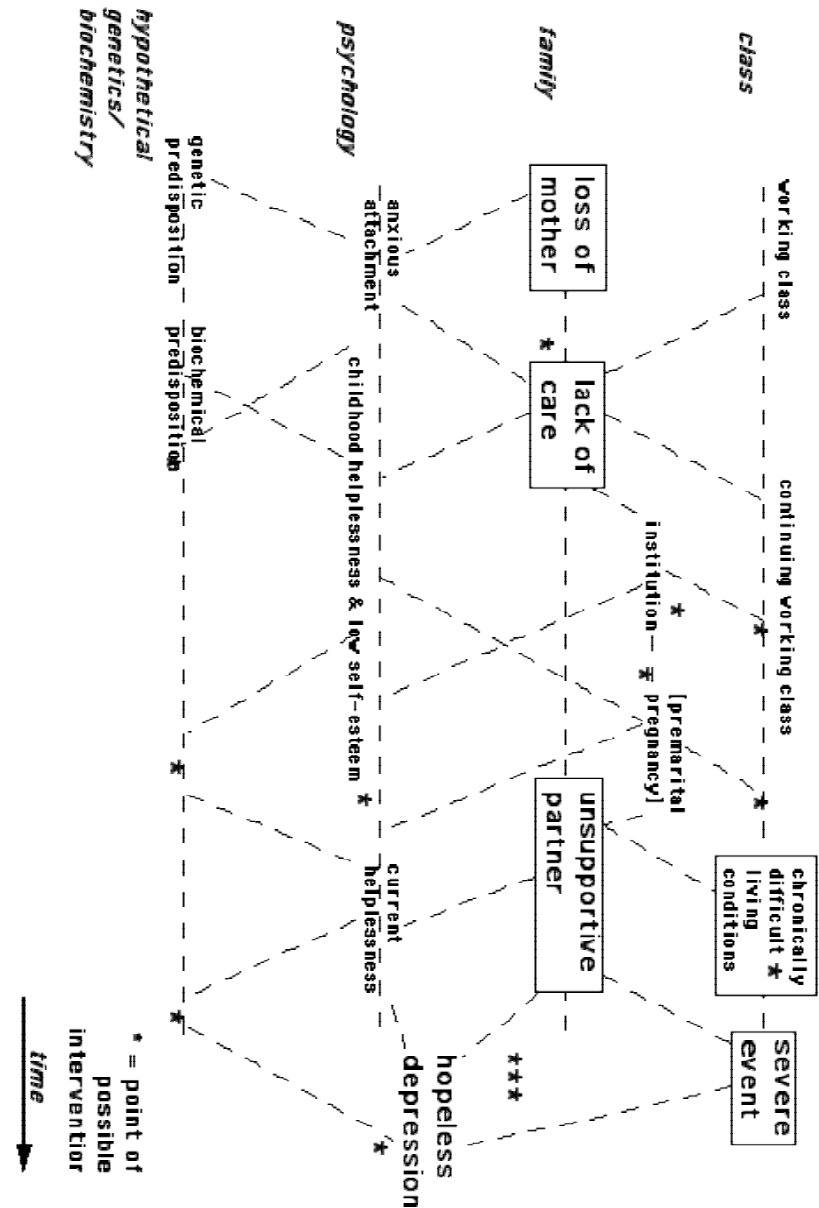 class
working class
continuing working class
chronically
difficult *
living
conditions
severe
event
family
loss of
mother
*
lack of
care
institution
*
*
*
[premarital
pregnancy]
*
*
unsupportive
partner
***
psychology
anxious
attachment
childhood helplessness & low self-esteem *
current
helplessness
hopeless
depression
*
hypothetical
genetics/
biochemistry
genetic
predisposition
biochemical
predisposition
*
*
*
* = point of
possible
interventior
time